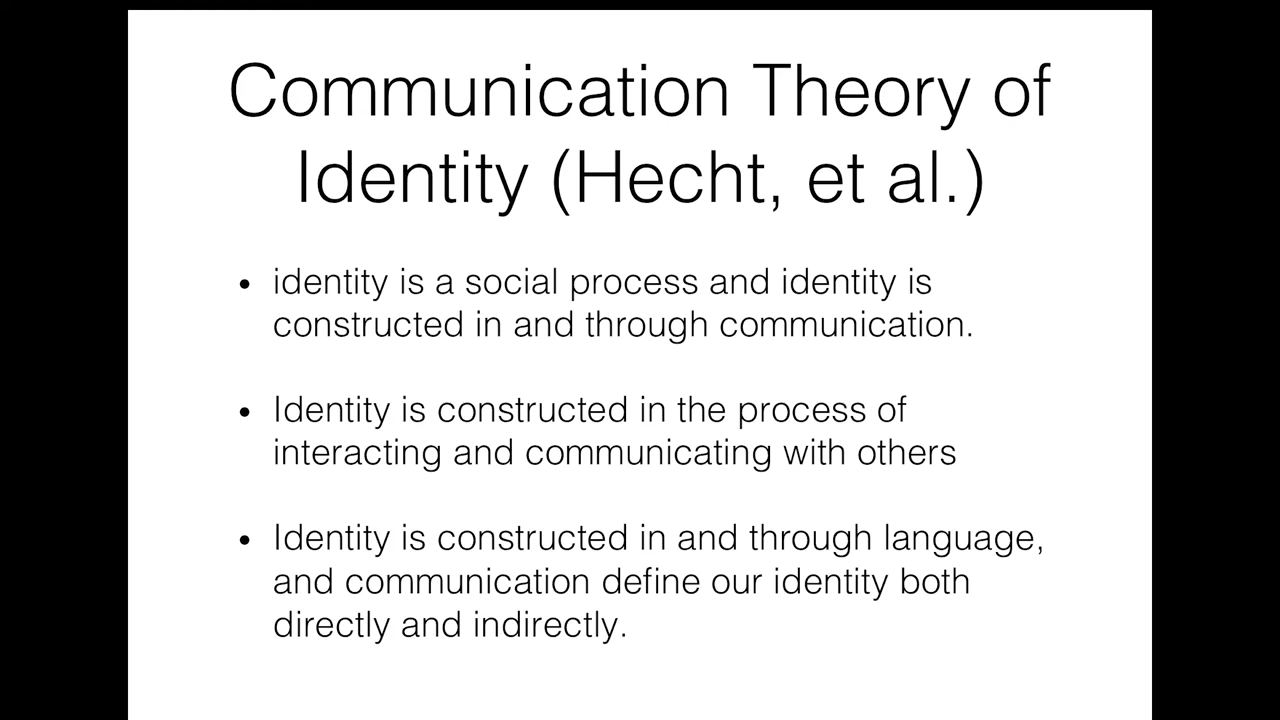 Communication Theory of
Identity (Hecht, et al.)
• identity is a social process and identity is
constructed in and through communication.
• Identity is constructed in the process of
interacting and communicating with others
• Identity is constructed in and through language,
and communication define our identity both
directly and indirectly.